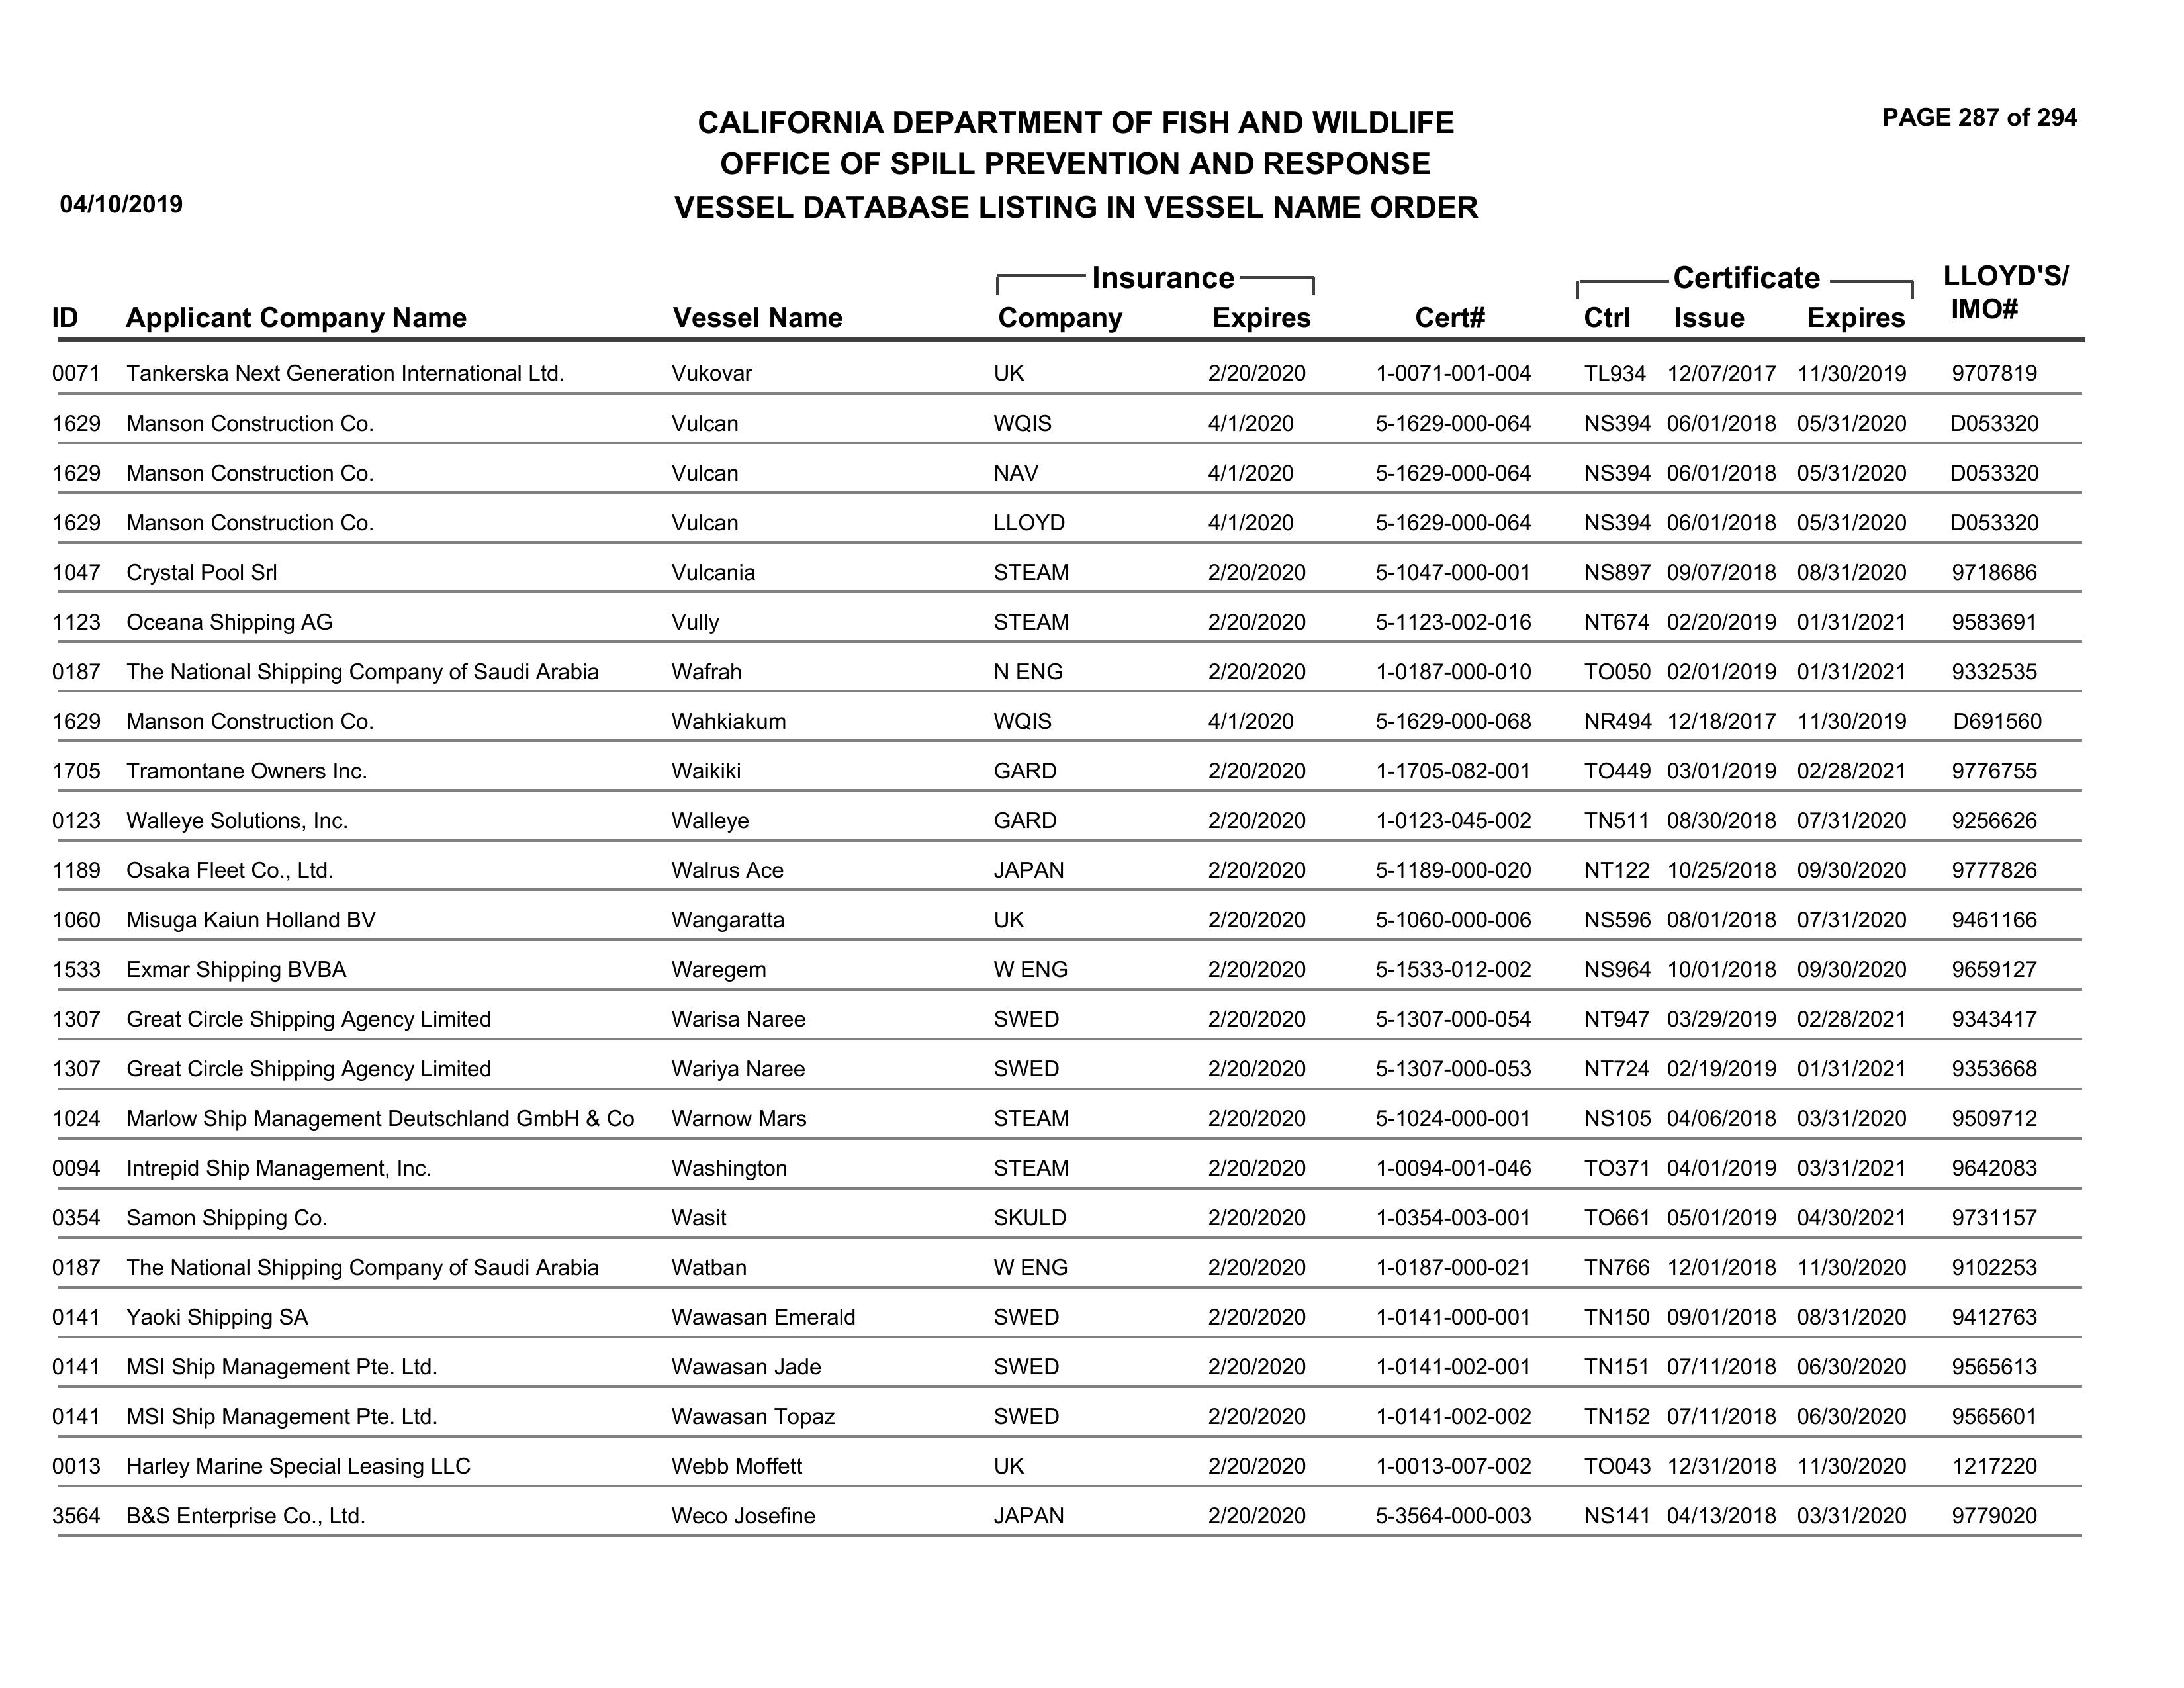 PAGE 287 of 294
CALIFORNIA DEPARTMENT OF FISH AND WILDLIFE
OFFICE OF SPILL PREVENTION AND RESPONSE
04/10/2019 VESSEL DATABASE LISTING IN VESSEL NAME ORDER
Insurance Certificate LLOYD'S/
ID Applicant Company Name Vessel Name Company Expires Cert# Ctrl Issue Expires IMO#
0071 Tankerska Next Generation International Ltd. Vukovar UK 2/20/2020 1-0071-001-004 TL934 12/07/2017 11/30/2019 9707819
1629 Manson Construction Co. Vulcan WQIS 4/1/2020 5-1629-000-064 NS394 06/01/2018 05/31/2020 D053320
1629 Manson Construction Co. Vulcan NAV 4/1/2020 5-1629-000-064 NS394 06/01/2018 05/31/2020 D053320
1629 Manson Construction Co. Vulcan LLOYD 4/1/2020 5-1629-000-064 NS394 06/01/2018 05/31/2020 D053320
1047 Crystal Pool Srl Vulcania STEAM 2/20/2020 5-1047-000-001 NS897 09/07/2018 08/31/2020 9718686
1123 Oceana Shipping AG Vully STEAM 2/20/2020 5-1123-002-016 NT674 02/20/2019 01/31/2021 9583691
0187 The National Shipping Company of Saudi Arabia Wafrah N ENG 2/20/2020 1-0187-000-010 TO050 02/01/2019 01/31/2021 9332535
1629 Manson Construction Co. Wahkiakum WQIS 4/1/2020 5-1629-000-068 NR494 12/18/2017 11/30/2019 D691560
1705 Tramontane Owners Inc. Waikiki GARD 2/20/2020 1-1705-082-001 TO449 03/01/2019 02/28/2021 9776755
0123 Walleye Solutions, Inc. Walleye GARD 2/20/2020 1-0123-045-002 TN511 08/30/2018 07/31/2020 9256626
1189 Osaka Fleet Co., Ltd. Walrus Ace JAPAN 2/20/2020 5-1189-000-020 NT122 10/25/2018 09/30/2020 9777826
1060 Misuga Kaiun Holland BV Wangaratta UK 2/20/2020 5-1060-000-006 NS596 08/01/2018 07/31/2020 9461166
1533 Exmar Shipping BVBA Waregem W ENG 2/20/2020 5-1533-012-002 NS964 10/01/2018 09/30/2020 9659127
1307 Great Circle Shipping Agency Limited Warisa Naree SWED 2/20/2020 5-1307-000-054 NT947 03/29/2019 02/28/2021 9343417
1307 Great Circle Shipping Agency Limited Wariya Naree SWED 2/20/2020 5-1307-000-053 NT724 02/19/2019 01/31/2021 9353668
1024 Marlow Ship Management Deutschland GmbH & Co Warnow Mars STEAM 2/20/2020 5-1024-000-001 NS105 04/06/2018 03/31/2020 9509712
0094 Intrepid Ship Management, Inc. Washington STEAM 2/20/2020 1-0094-001-046 TO371 04/01/2019 03/31/2021 9642083
0354 Samon Shipping Co. Wasit SKULD 2/20/2020 1-0354-003-001 TO661 05/01/2019 04/30/2021 9731157
0187 The National Shipping Company of Saudi Arabia Watban W ENG 2/20/2020 1-0187-000-021 TN766 12/01/2018 11/30/2020 9102253
0141 Yaoki Shipping SA Wawasan Emerald SWED 2/20/2020 1-0141-000-001 TN150 09/01/2018 08/31/2020 9412763
0141 MSI Ship Management Pte. Ltd. Wawasan Jade SWED 2/20/2020 1-0141-002-001 TN151 07/11/2018 06/30/2020 9565613
0141 MSI Ship Management Pte. Ltd. Wawasan Topaz SWED 2/20/2020 1-0141-002-002 TN152 07/11/2018 06/30/2020 9565601
0013 Harley Marine Special Leasing LLC Webb Moffett UK 2/20/2020 1-0013-007-002 TO043 12/31/2018 11/30/2020 1217220
3564 B&S Enterprise Co., Ltd. Weco Josefine JAPAN 2/20/2020 5-3564-000-003 NS141 04/13/2018 03/31/2020 9779020